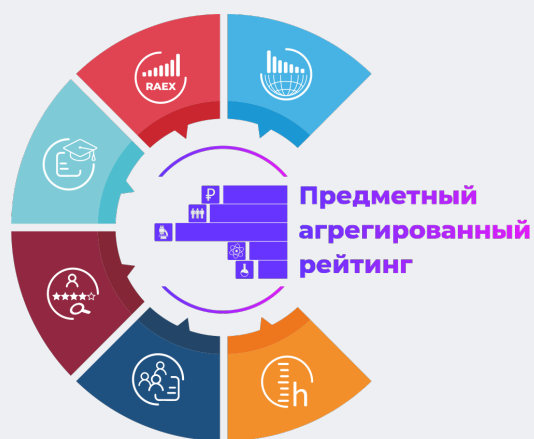 RAEX
Предметный
агрегированный
рейтинг
h